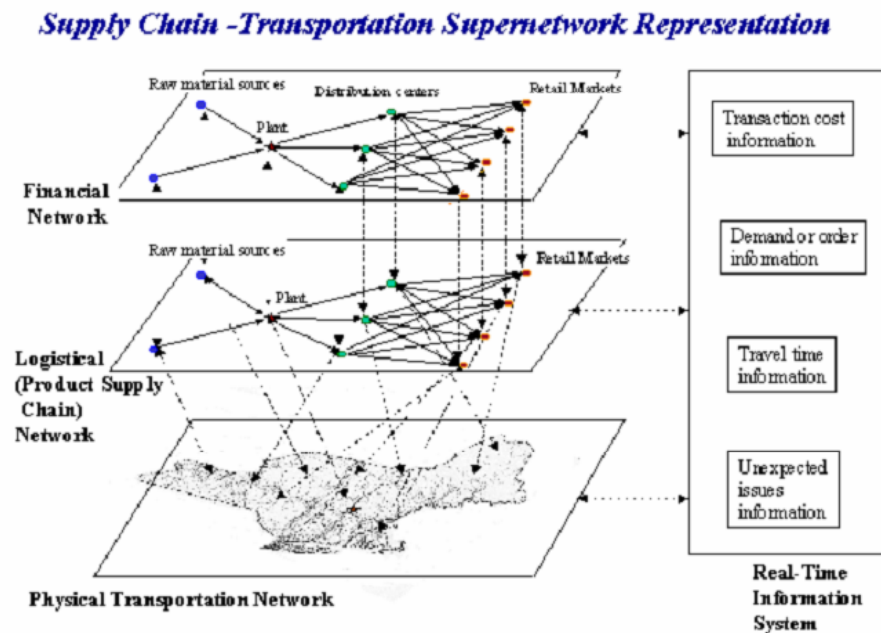 Supply Chain -Transportation Supernetwork Representation
Raw material sources
Distribution centers
Retail Markets
Plant
Financial
Network
Raw material sources
Retail Markets
Plant
Logistical
(Product Supply
Chain)
Network
Physical Transportation Network
Transaction cost
information
Demand or order
information
Travel time
information
Unexpected
issues
information
Real-Time
Information
System